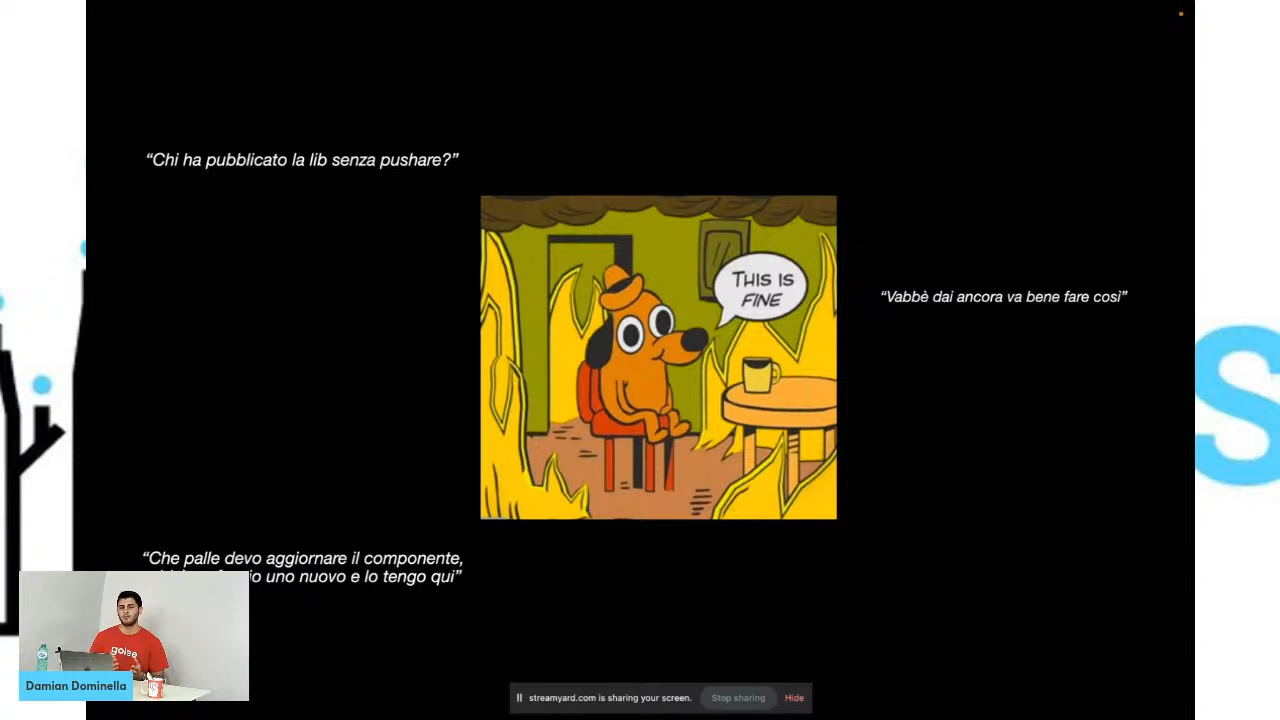 “Chi ha pubblicato la lib senza pushare?”
THIS IS
FINE
“Vabbè dai ancora va bene fare così”
“Che palle devo aggiornare il componente,
uno nuovo e lo tengo qui”
golee
Damian Dominella
streamyard.com is sharing your screen.
Stop sharing
Hide
S